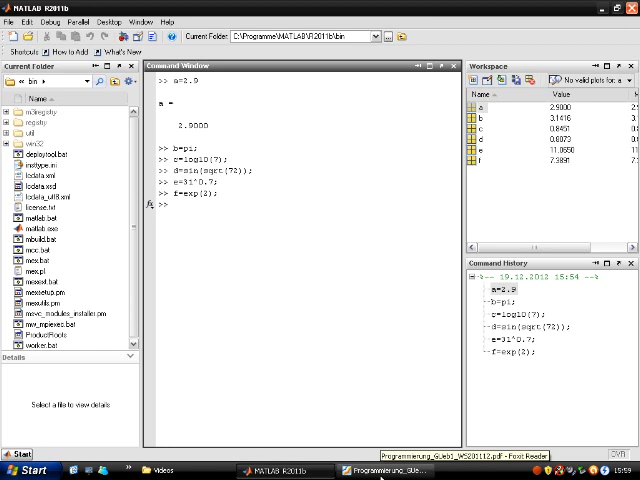 MATLAB R2011b
File Edit Debug Parallel Desktop Window Help
Current Folder: C:\Programme\MATLAB\R2011b\bin
Shortcuts How to Add What's New
Current Folder
« bin
Name
m3iregistry
registry
util
win32
deploytool.bat
insttype.ini
lcdata.xml
lcdata.xsd
lcdata_utf8.xml
license.txt
matlab.bat
matlab.exe
mbuild.bat
mcc.bat
mex.bat
mex.pl
mexext.bat
mexsetup.pm
mexutils.pm
msvc_modules_installer.pm
mw_mpiexec.bat
ProductRoots
worker.bat
Details
Select a file to view details
Command Window
>> a=2.9
a =
2.9000
>> b=pi;
>> c=log10(7);
>> d=sin(sqrt(72));
>> e=31^0.7;
>> f=exp(2);
fx >>
Workspace
No valid plots for: a
Name Value
a 2.9000
b 3.1416
c 0.8451
d 0.8073
e 11.0650
f 7.3891
Command History
%-- 19.12.2012 15:54 --%
a=2.9
b=pi;
c=log10(7);
d=sin(sqrt(72));
e=31^0.7;
f=exp(2);
Start
OVR
Programmierung_GUeb1_WS201112.pdf - Foxit Reader
Start Videos MATLAB R2011b Programmierung_GUe... 15:59